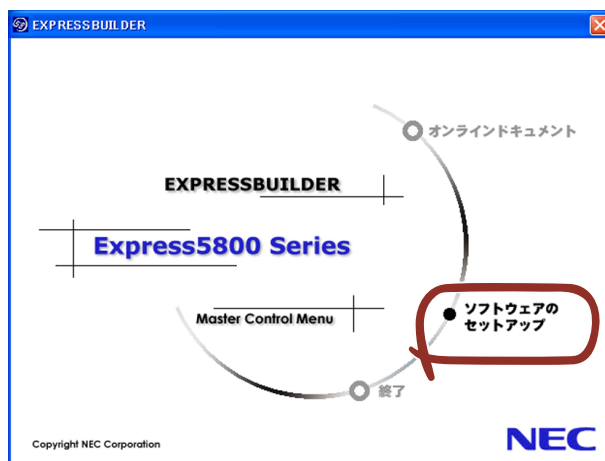 EXPRESSBUILDER
オンラインドキュメント
EXPRESSBUILDER
Express5800 Series
ソフトウェアの
セットアップ
Master Control Menu
終了
Copyright NEC Corporation
NEC